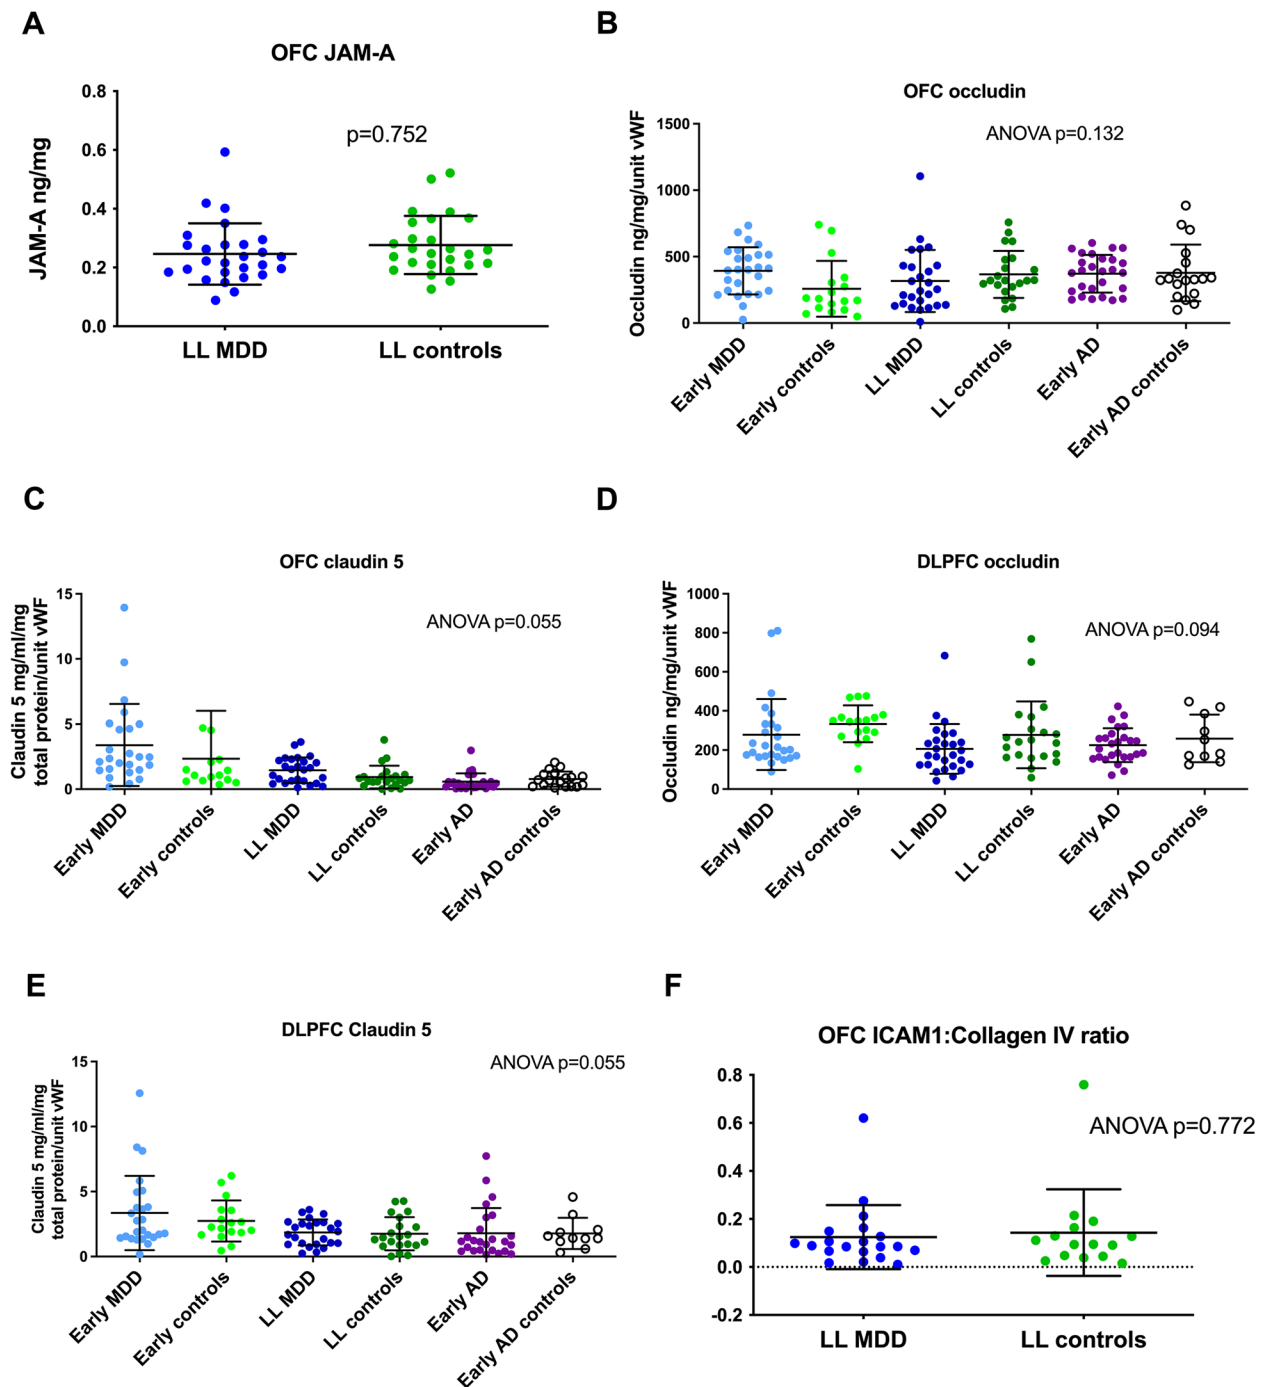 A
OFC JAM-A
JAM-A ng/mg
0.8
0.6
0.4
0.2
0.0
p=0.752
LL MDD
LL controls
B
OFC occludin
Occludin ng/mg/unit vWF
1500
1000
500
0
ANOVA p=0.132
Early MDD
Early controls
LL MDD
LL controls
Early AD
Early AD controls
C
OFC claudin 5
Claudin 5 mg/ml/mg
total protein/unit vWF
15
10
5
0
ANOVA p=0.055
Early MDD
Early controls
LL MDD
LL controls
Early AD
Early AD controls
D
DLPFC occludin
Occludin ng/mg/unit vWF
1000
800
600
400
200
0
ANOVA p=0.094
Early MDD
Early controls
LL MDD
LL controls
Early AD
Early AD controls
E
DLPFC Claudin 5
Claudin 5 mg/ml/mg
total protein/unit vWF
15
10
5
0
ANOVA p=0.055
Early MDD
Early controls
LL MDD
LL controls
Early AD
Early AD controls
F
OFC ICAM1:Collagen IV ratio
0.8
0.6
0.4
0.2
0.0
-0.2
ANOVA p=0.772
LL MDD
LL controls